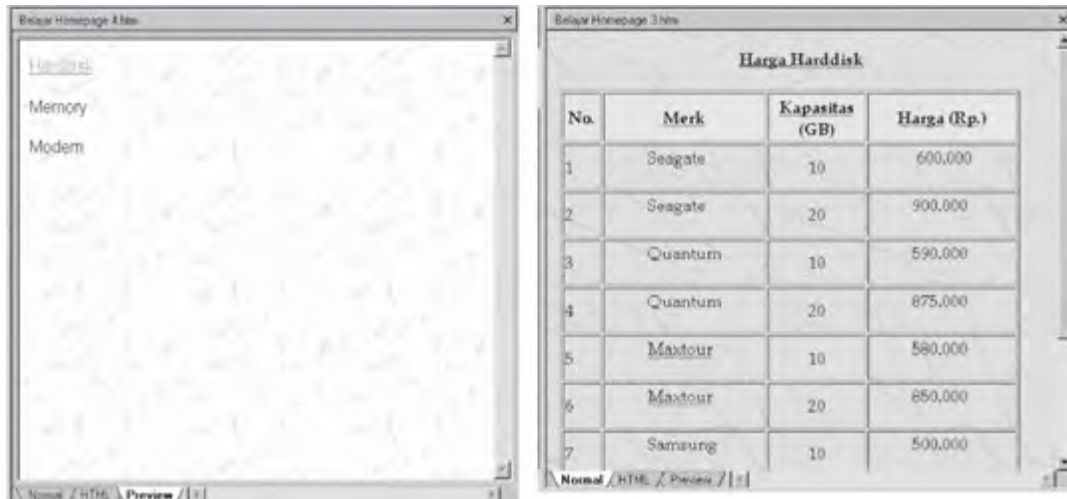 Belajar Homepage 4.htm
Harddisk
Memory
Modem
Normal / HTML \ Preview /
Belajar Homepage 3.htm
Harga Harddisk
No. Merk Kapasitas (GB) Harga (Rp.)
1 Seagate 10 600,000
2 Seagate 20 900,000
3 Quantum 10 590,000
4 Quantum 20 875,000
5 Maxtour 10 580,000
6 Maxtour 20 850,000
7 Samsung 10 500,000
Normal / HTML / Preview /